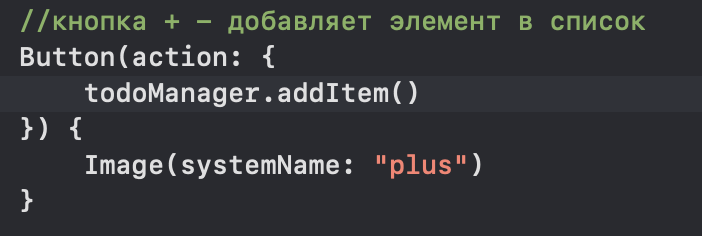 //кнопка + – добавляет элемент в список
Button(action: {
    todoManager.addItem()
}) {
    Image(systemName: "plus")
}